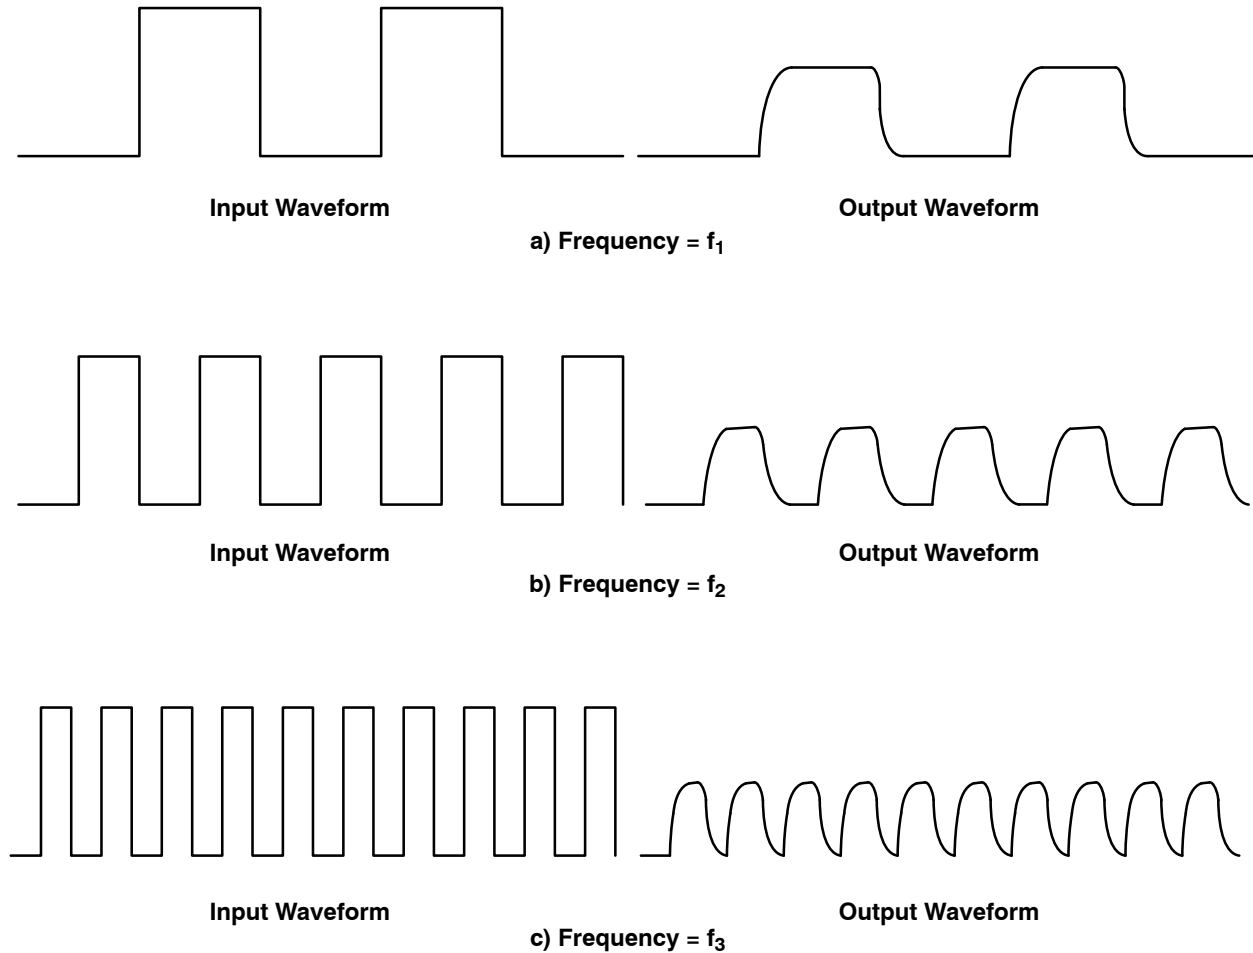 Input Waveform
Output Waveform
a) Frequency = f1
Input Waveform
Output Waveform
b) Frequency = f2
Input Waveform
Output Waveform
c) Frequency = f3